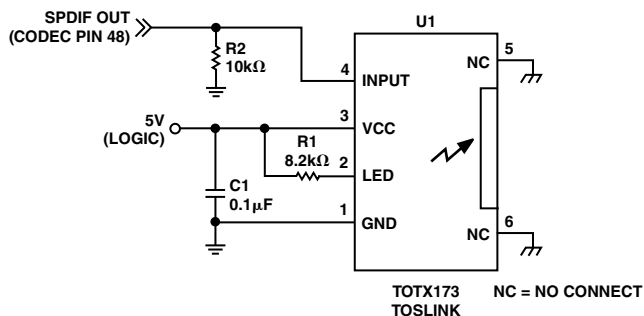 SPDIF OUT
(CODEC PIN 48)
R2
10kΩ
U1
4
INPUT
5
NC
5V
(LOGIC)
3
VCC
R1
8.2kΩ
2
LED
C1
0.1µF
1
GND
6
NC
TOTX173
TOSLINK
NC = NO CONNECT